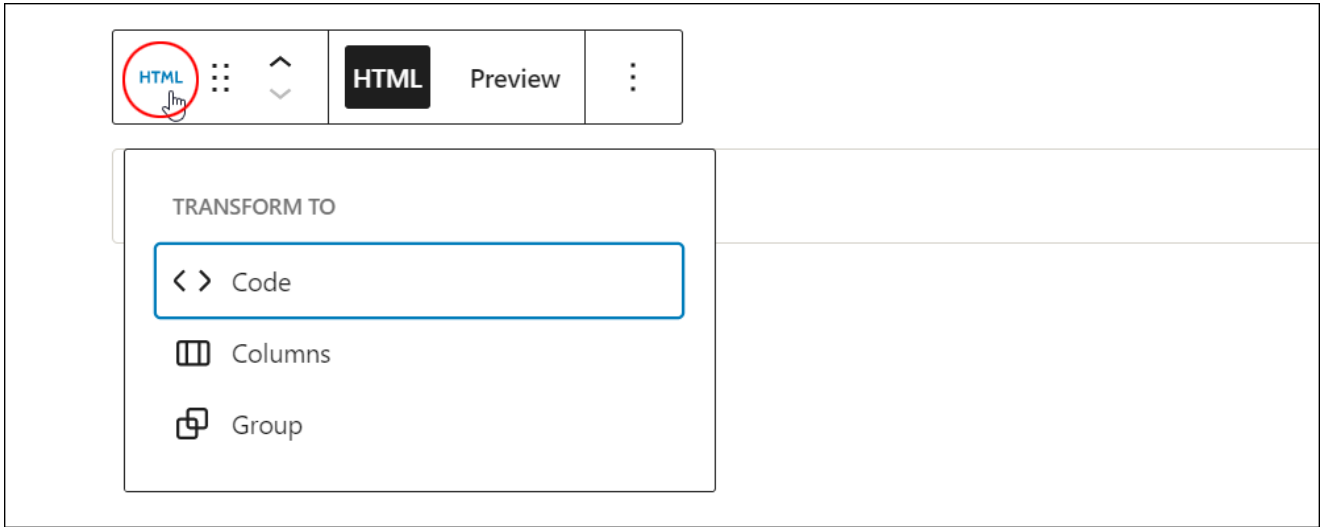 HTML
HTML Preview
TRANSFORM TO
Code
Columns
Group